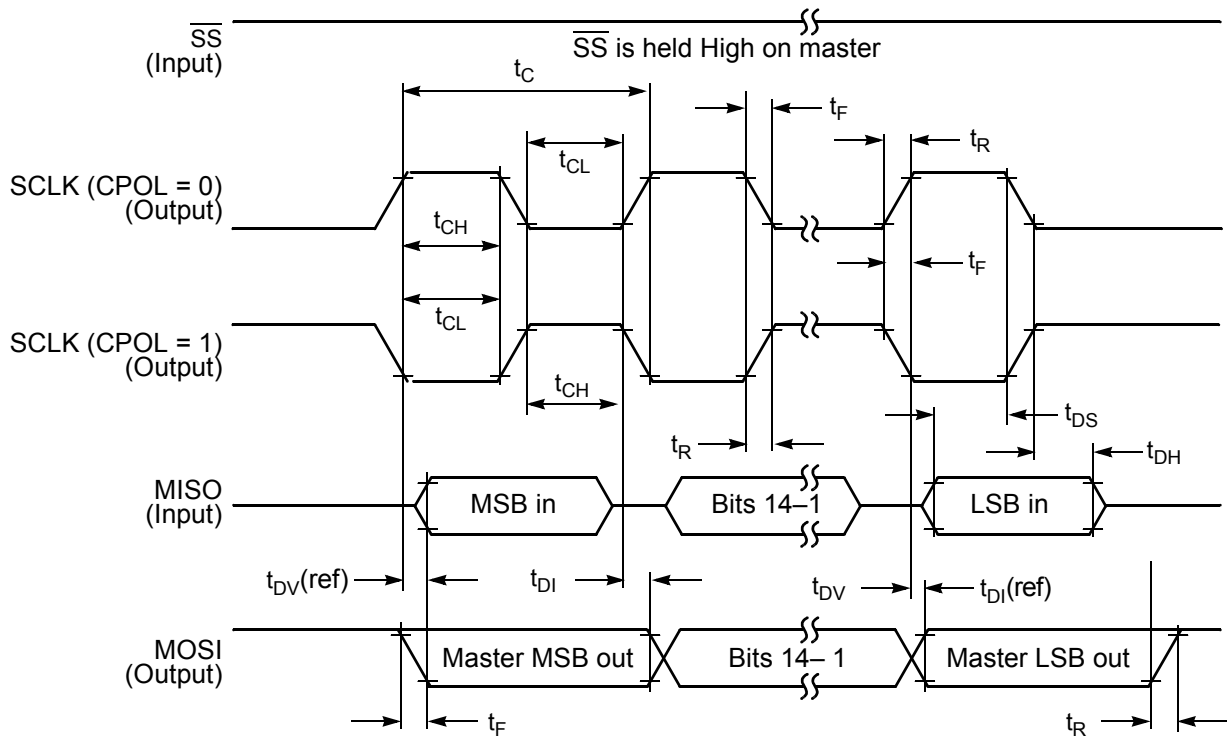 SS
(Input)
SS is held High on master
tC
tF
tR
tCL
SCLK (CPOL = 0)
(Output)
tCH
tF
tCL
SCLK (CPOL = 1)
(Output)
tCH
tDS
tR
tDH
MISO
(Input)
MSB in
Bits 14–1
LSB in
tDV(ref)
tDI
tDV
tDI(ref)
MOSI
(Output)
Master MSB out
Bits 14– 1
Master LSB out
tF
tR